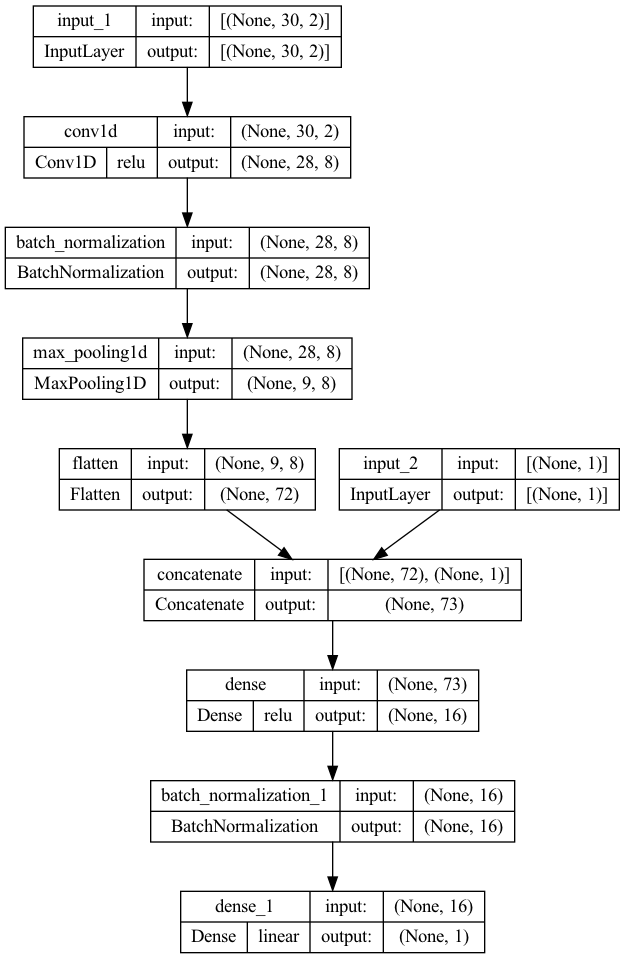 input_1 input: [(None, 30, 2)]
InputLayer output: [(None, 30, 2)]
conv1d input: (None, 30, 2)
Conv1D relu output: (None, 28, 8)
batch_normalization input: (None, 28, 8)
BatchNormalization output: (None, 28, 8)
max_pooling1d input: (None, 28, 8)
MaxPooling1D output: (None, 9, 8)
flatten input: (None, 9, 8)
Flatten output: (None, 72)
input_2 input: [(None, 1)]
InputLayer output: [(None, 1)]
concatenate input: [(None, 72), (None, 1)]
Concatenate output: (None, 73)
dense input: (None, 73)
Dense relu output: (None, 16)
batch_normalization_1 input: (None, 16)
BatchNormalization output: (None, 16)
dense_1 input: (None, 16)
Dense linear output: (None, 1)